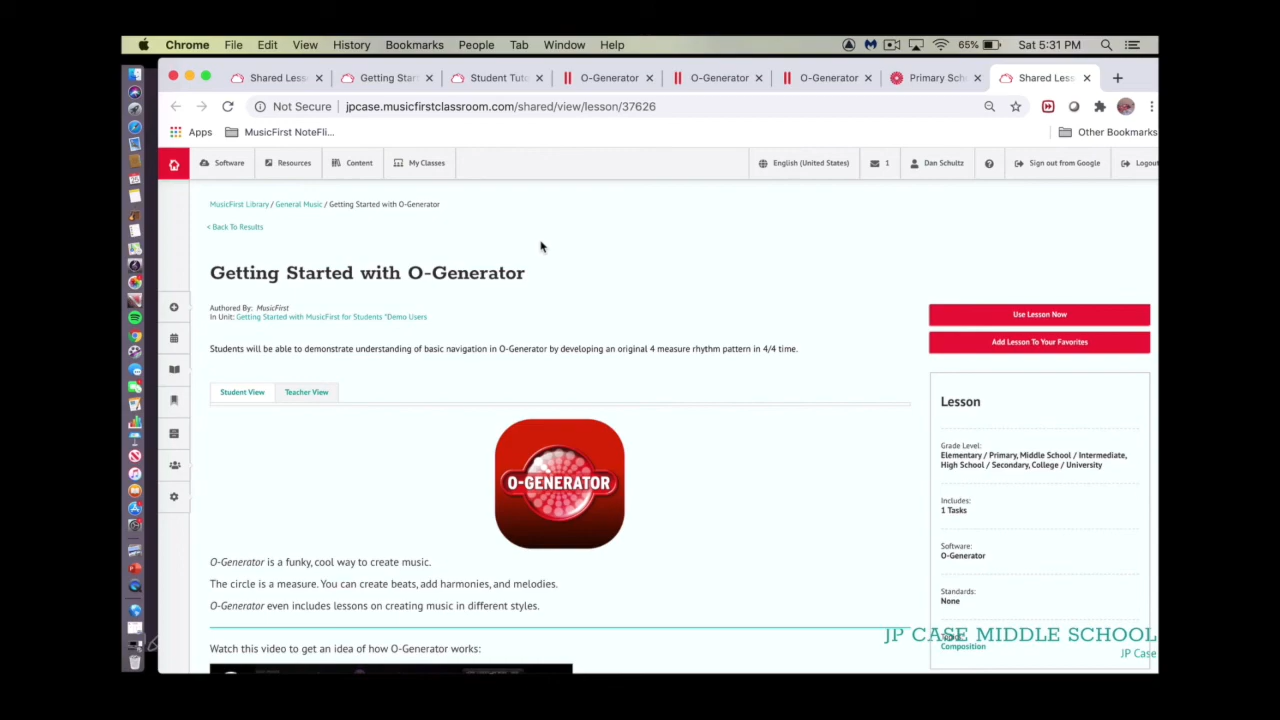 Chrome File Edit View History Bookmarks People Tab Window Help 65% Sat 5:31 PM
Shared Less Getting Star Student Tuto O-Generator O-Generator O-Generator Primary Sch Shared Less
Not Secure jpcase.musicfirstclassroom.com/shared/view/lesson/37626
Apps MusicFirst NoteFli... Other Bookmarks
Software Resources Content My Classes English (United States) 1 Dan Schultz Sign out from Google Logout
MusicFirst Library / General Music / Getting Started with O-Generator
< Back To Results
Getting Started with O-Generator
Authored By: MusicFirst
In Unit: Getting Started with MusicFirst for Students *Demo Users
Students will be able to demonstrate understanding of basic navigation in O-Generator by developing an original 4 measure rhythm pattern in 4/4 time.
Student View Teacher View
O-GENERATOR
O-Generator is a funky, cool way to create music.
The circle is a measure. You can create beats, add harmonies, and melodies.
O-Generator even includes lessons on creating music in different styles.
Watch this video to get an idea of how O-Generator works:
Use Lesson Now
Add Lesson To Your Favorites
Lesson
Grade Level:
Elementary / Primary, Middle School / Intermediate,
High School / Secondary, College / University
Includes:
1 Tasks
Software:
O-Generator
Standards:
None
Composition
JP CASE MIDDLE SCHOOL
JP Case